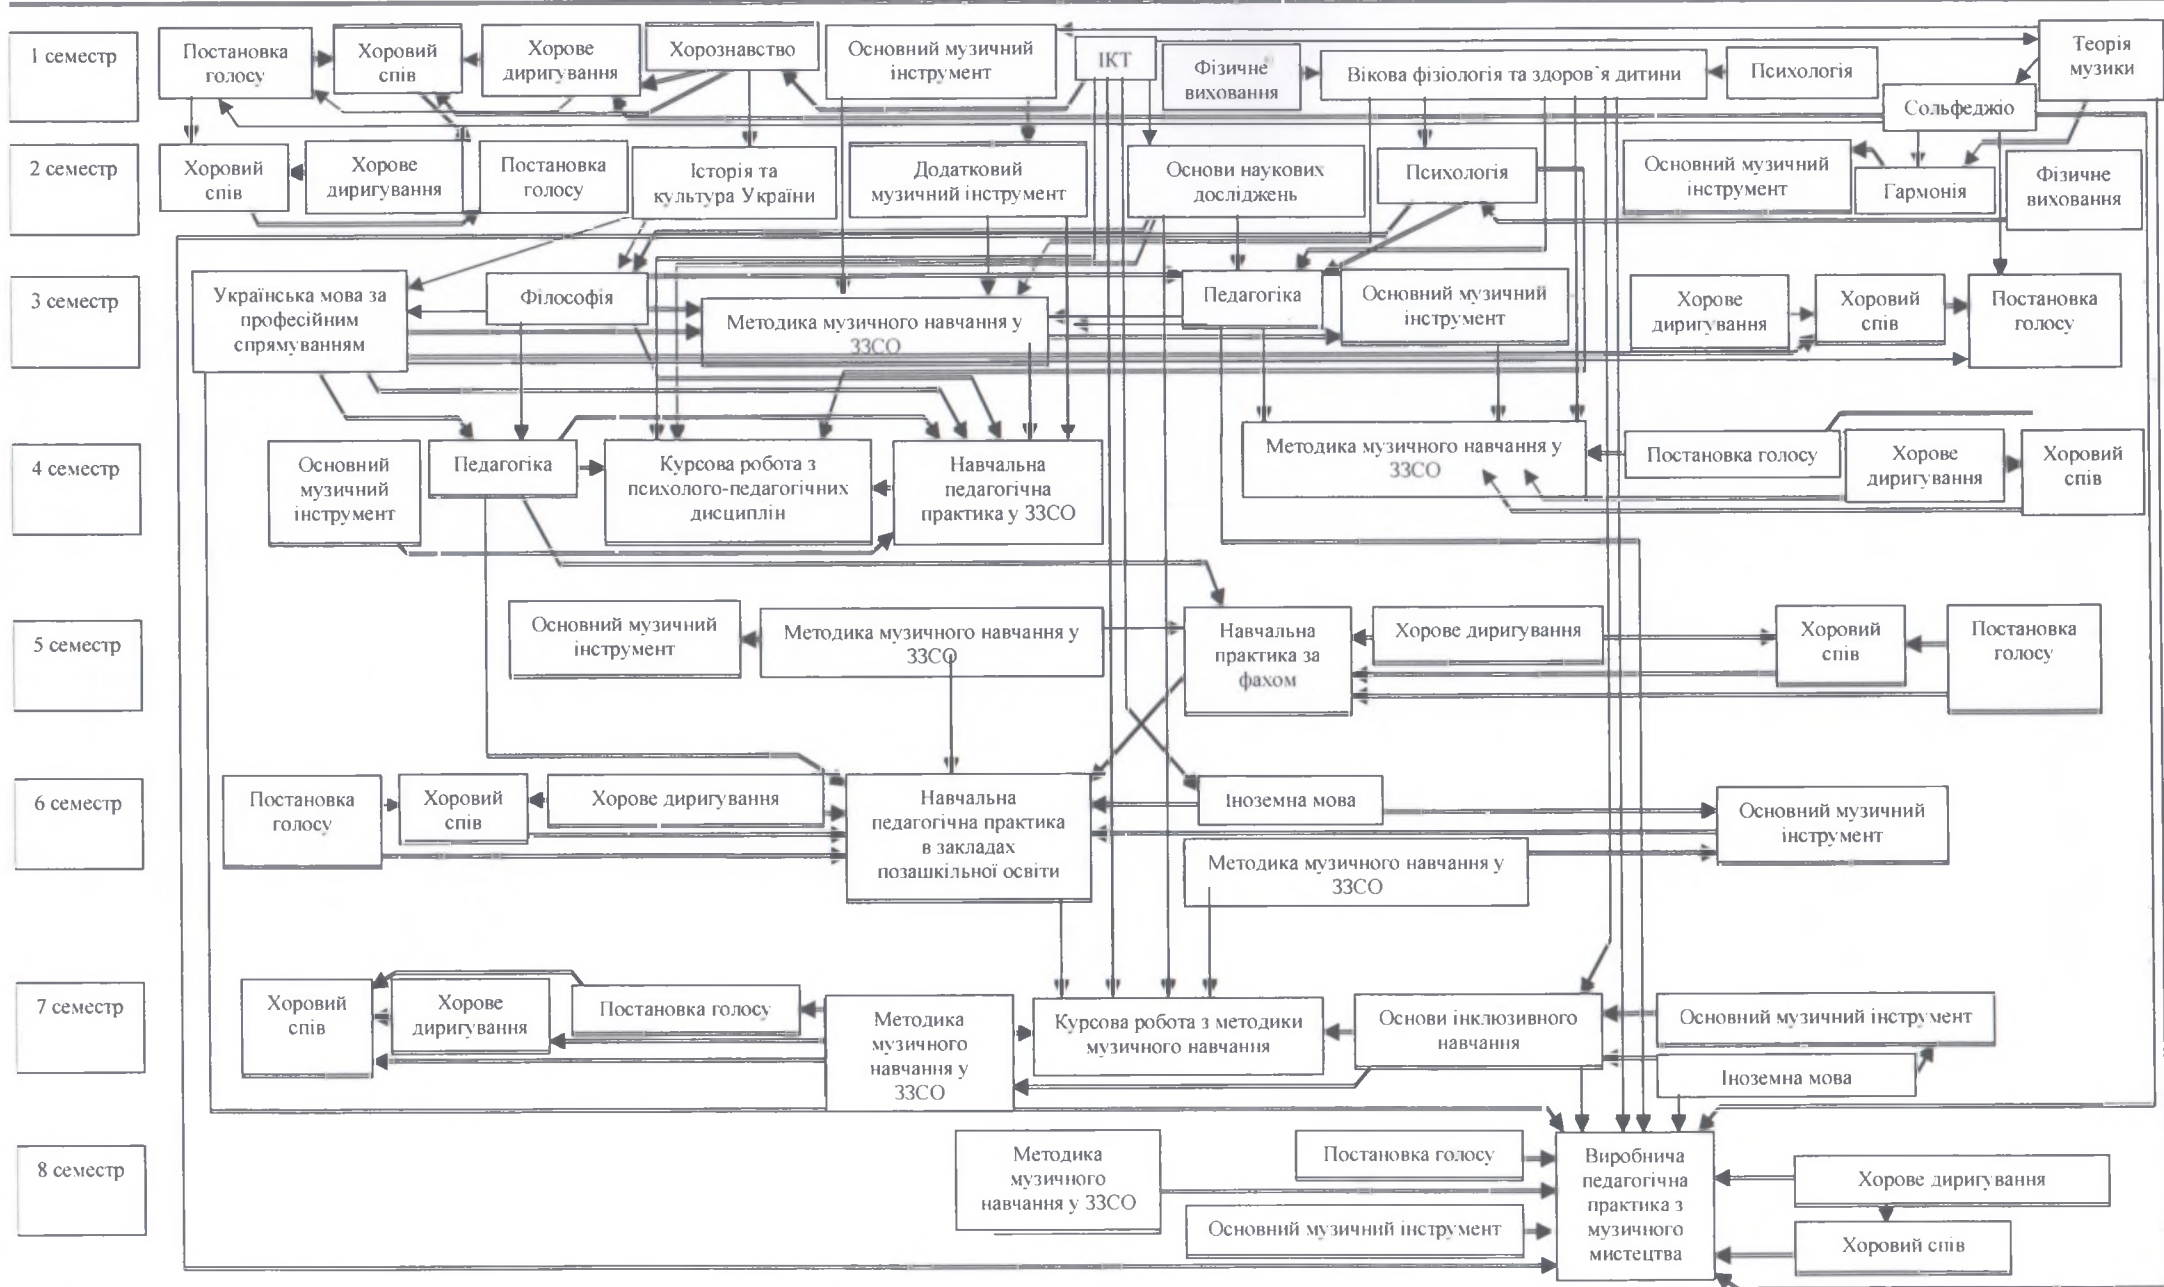 1 семестр
Постановка
голосу
Хоровий
спів
Хорове
диригування
Хорознавство
Основний музичний
інструмент
ІКТ
Фізичне
виховання
Вікова фізіологія та здоров`я дитини
Психологія
Теорія
музики
Сольфеджіо
2 семестр
Хоровий
спів
Хорове
диригування
Постановка
голосу
Історія та
культура України
Додатковий
музичний інструмент
Основи наукових
досліджень
Психологія
Основний музичний
інструмент
Гармонія
Фізичне
виховання
3 семестр
Українська мова за
професійним
спрямуванням
Філософія
Методика музичного навчання у
ЗЗСО
Педагогіка
Основний музичний
інструмент
Хорове
диригування
Хоровий
спів
Постановка
голосу
4 семестр
Основний
музичний
інструмент
Педагогіка
Курсова робота з
психолого-педагогічних
дисциплін
Навчальна
педагогічна
практика у ЗЗСО
Методика музичного навчання у
ЗЗСО
Постановка голосу
Хорове
диригування
Хоровий
спів
5 семестр
Основний музичний
інструмент
Методика музичного навчання у
ЗЗСО
Навчальна
практика за
фахом
Хорове диригування
Хоровий
спів
Постановка
голосу
6 семестр
Постановка
голосу
Хоровий
спів
Хорове диригування
Навчальна
педагогічна практика
в закладах
позашкільної освіти
Іноземна мова
Основний музичний
інструмент
Методика музичного навчання у
ЗЗСО
7 семестр
Хоровий
спів
Хорове
диригування
Постановка голосу
Методика
музичного
навчання у
ЗЗСО
Курсова робота з методики
музичного навчання
Основи інклюзивного
навчання
Основний музичний інструмент
Іноземна мова
8 семестр
Методика
музичного
навчання у ЗЗСО
Постановка голосу
Основний музичний інструмент
Виробнича
педагогічна
практика з
музичного
мистецтва
Хорове диригування
Хоровий спів